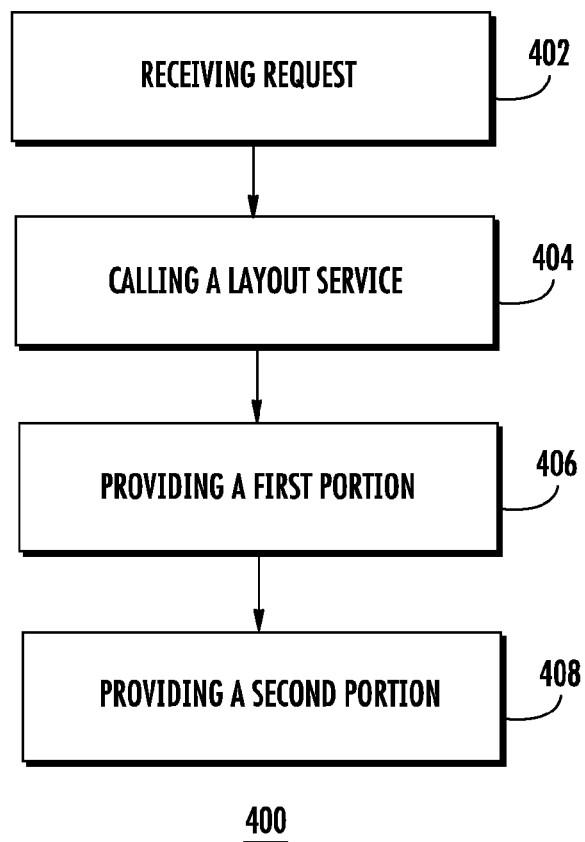 RECEIVING REQUEST
402
CALLING A LAYOUT SERVICE
404
PROVIDING A FIRST PORTION
406
PROVIDING A SECOND PORTION
408
400